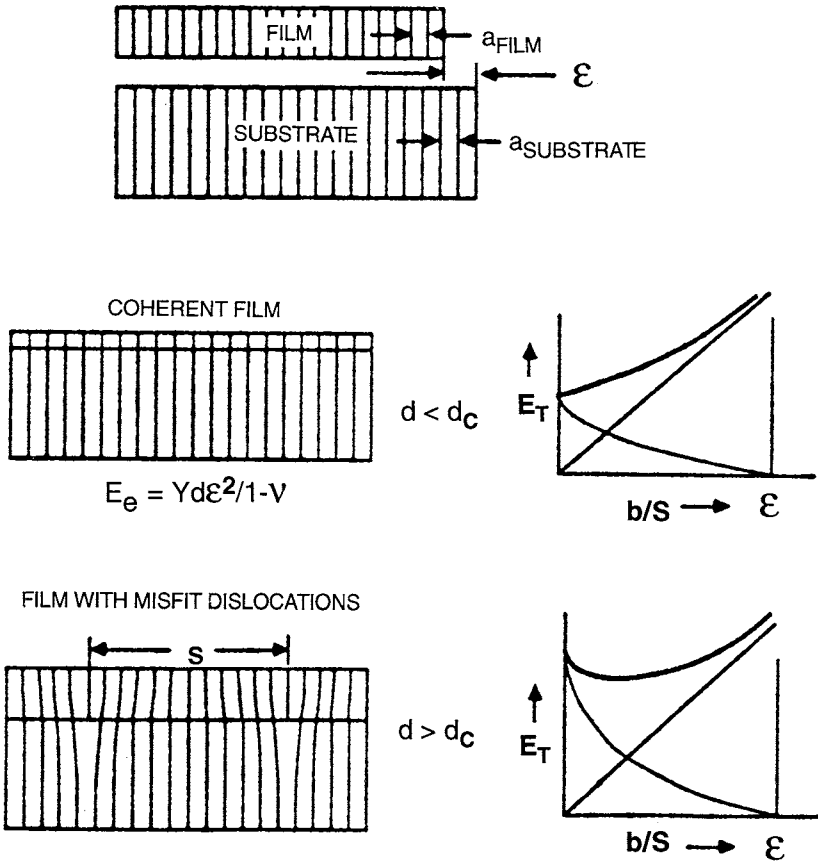 FILM
aFILM
ε
SUBSTRATE
aSUBSTRATE
COHERENT FILM
d < dC
ET
b/S
ε
Ee = Ydε²/1-ν
FILM WITH MISFIT DISLOCATIONS
S
d > dC
ET
b/S
ε